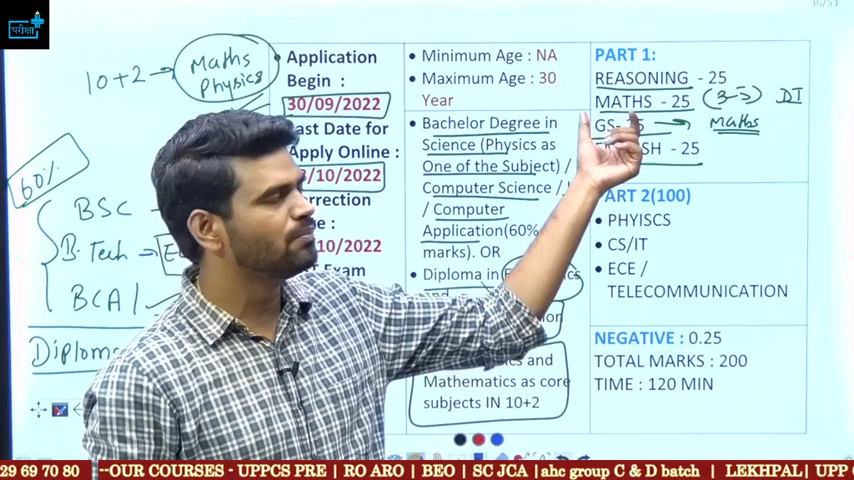 36/53
परीक्षा
10+2 →
Maths
Physics
60%
BSC -
B.Tech →
BCA
Diploma
Application
Begin :
30/09/2022
Last Date for
Apply Online :
/10/2022
/10/2022
Exam
Minimum Age : NA
Maximum Age : 30
Year
Bachelor Degree in
Science (Physics as
One of the Subject) /
Computer Science /
/ Computer
Application(60%
marks). OR
Diploma in
and
Mathematics as core
subjects IN 10+2
PART 1:
REASONING - 25
MATHS - 25
DI
GS-
→ Maths
- 25
PART 2(100)
PHYISCS
CS/IT
ECE /
TELECOMMUNICATION
NEGATIVE : 0.25
TOTAL MARKS : 200
TIME : 120 MIN
29 69 70 80 --OUR COURSES - UPPCS PRE | RO ARO | BEO | SC JCA |ahc group C & D batch | LEKHPAL| UPP